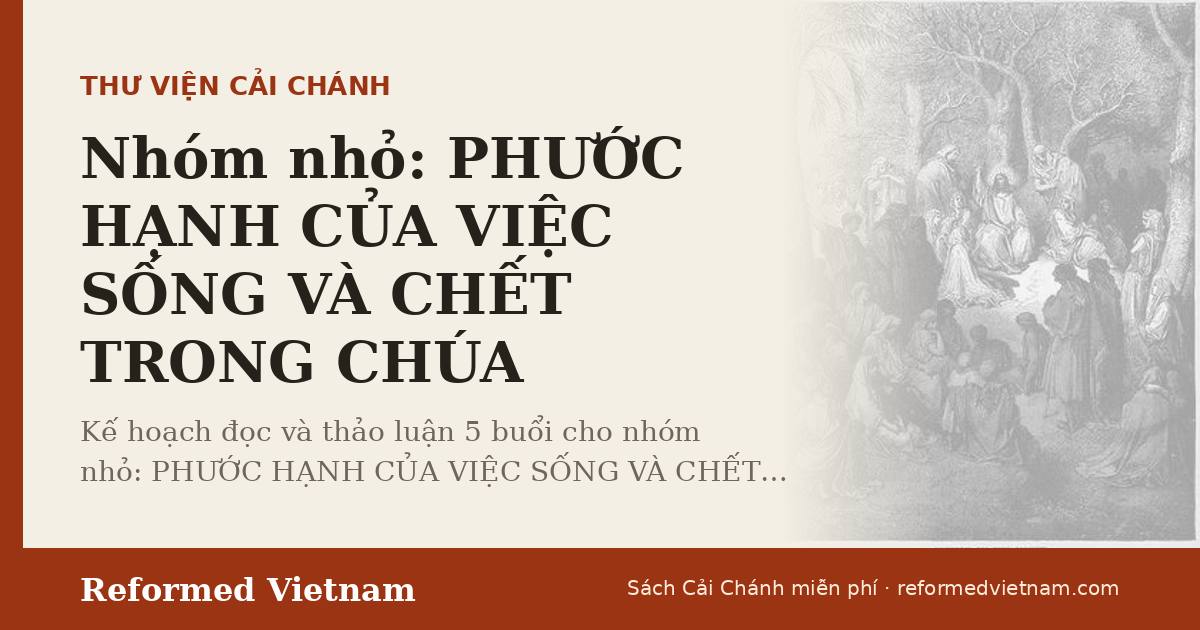 THƯ VIỆN CẢI CHÁNH
Nhóm nhỏ: PHƯỚC
HẠNH CỦA VIỆC
SỐNG VÀ CHẾT
TRONG CHÚA
Kế hoạch đọc và thảo luận 5 buổi cho nhóm
nhỏ: PHƯỚC HẠNH CỦA VIỆC SỐNG VÀ CHẾT…
Reformed Vietnam
Sách Cải Chánh miễn phí · reformedvietnam.com